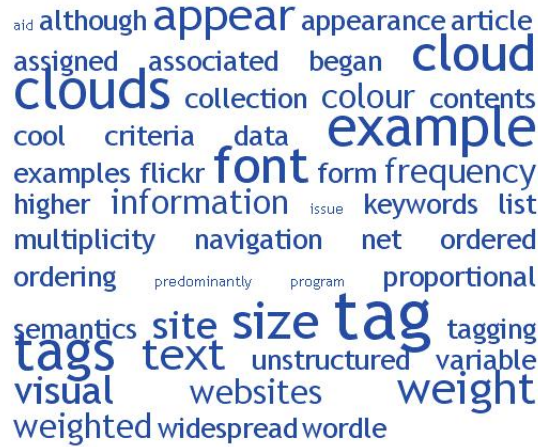 aid although appear appearance article
assigned associated began cloud
clouds collection colour contents
cool criteria data example
examples flickr font form frequency
higher information issue keywords list
multiplicity navigation net ordered
ordering predominantly program proportional
semantics site size tag tagging
tags text unstructured variable
visual websites weight
weighted widespread wordle